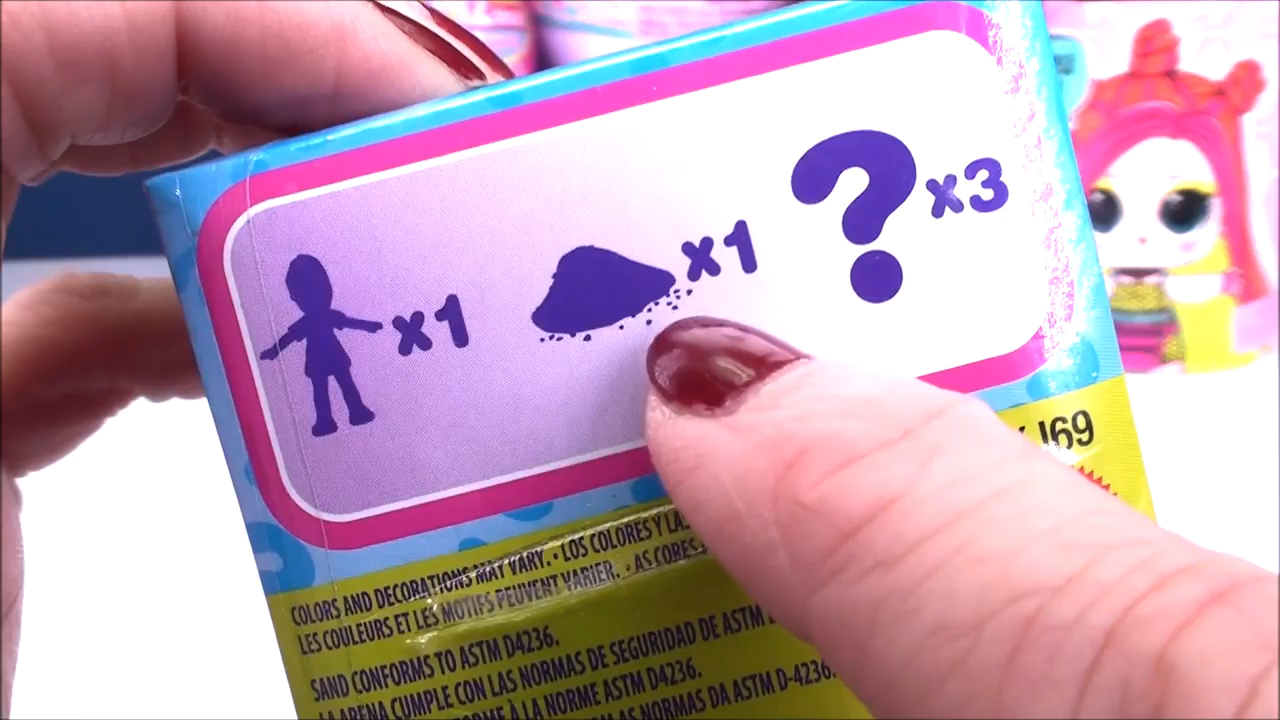 x1
x1
?x3
J69
COLORS AND DECORATIONS MAY VARY. • LOS COLORES Y LAS
LES COULEURS ET LES MOTIFS PEUVENT VARIER. • AS CORES
SAND CONFORMS TO ASTM D4236.
LA ARENA CUMPLE CON LAS NORMAS DE SEGURIDAD DE ASTM
À LA NORME ASTM D4236.
NORMAS DA ASTM D-4236.